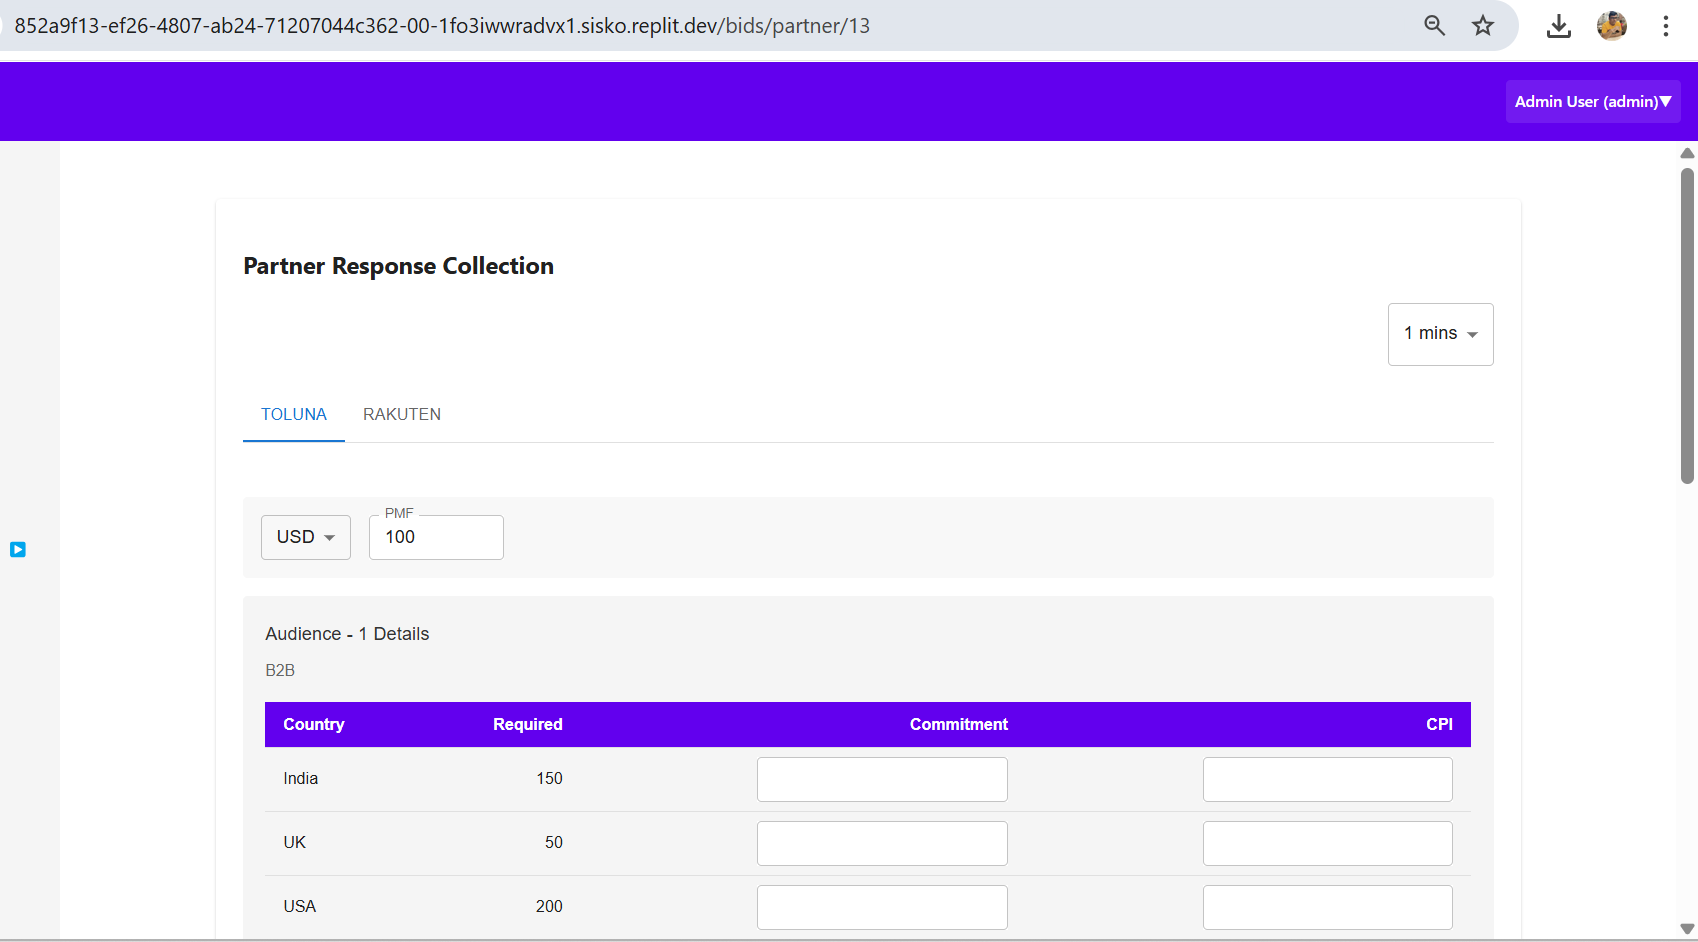 852a9f13-ef26-4807-ab24-71207044c362-00-1fo3iwwradvx1.sisko.replit.dev/bids/partner/13
Admin User (admin)▼
Partner Response Collection
1 mins
TOLUNA RAKUTEN
PMF
USD 100
Audience - 1 Details
B2B
Country Required Commitment CPI
India 150
UK 50
USA 200